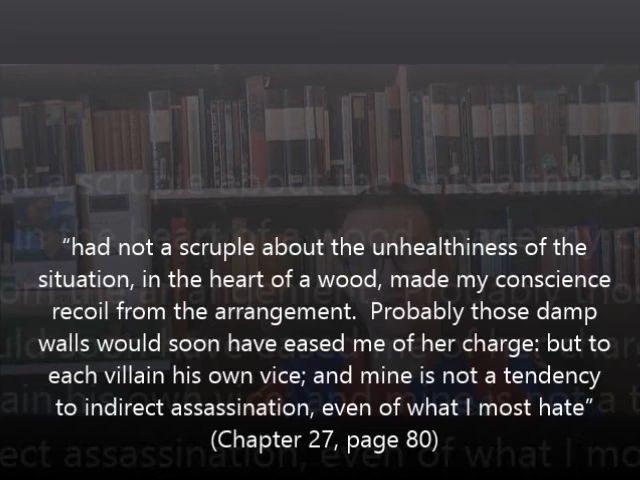 “had not a scruple about the unhealthiness of the
situation, in the heart of a wood, made my conscience
recoil from the arrangement.  Probably those damp
walls would soon have eased me of her charge: but to
each villain his own vice; and mine is not a tendency
to indirect assassination, even of what I most hate”
(Chapter 27, page 80)